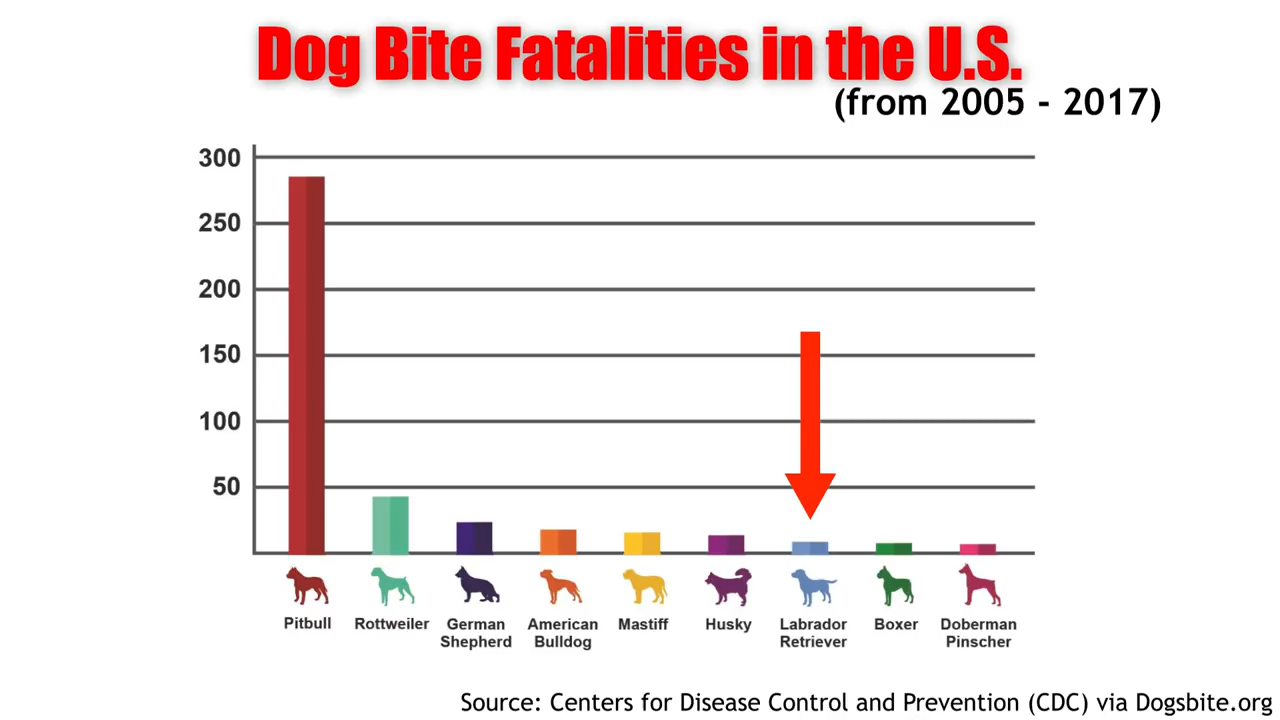 Dog Bite Fatalities in the U.S.
(from 2005 - 2017)
300
250
200
150
100
50
Pitbull
Rottweiler
German
Shepherd
American
Bulldog
Mastiff
Husky
Labrador
Retriever
Boxer
Doberman
Pinscher
Source: Centers for Disease Control and Prevention (CDC) via Dogsbite.org